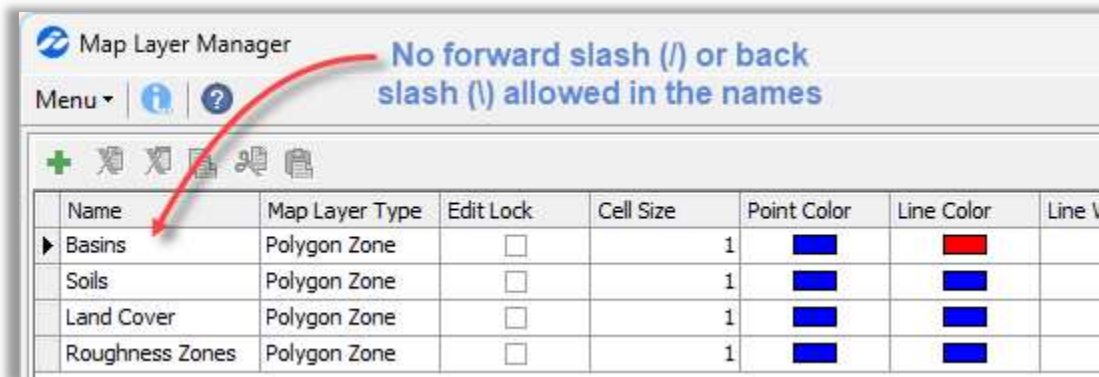 Map Layer Manager
No forward slash (/) or back
slash (\) allowed in the names
Menu
Name Map Layer Type Edit Lock Cell Size Point Color Line Color Line
Basins Polygon Zone 1
Soils Polygon Zone 1
Land Cover Polygon Zone 1
Roughness Zones Polygon Zone 1